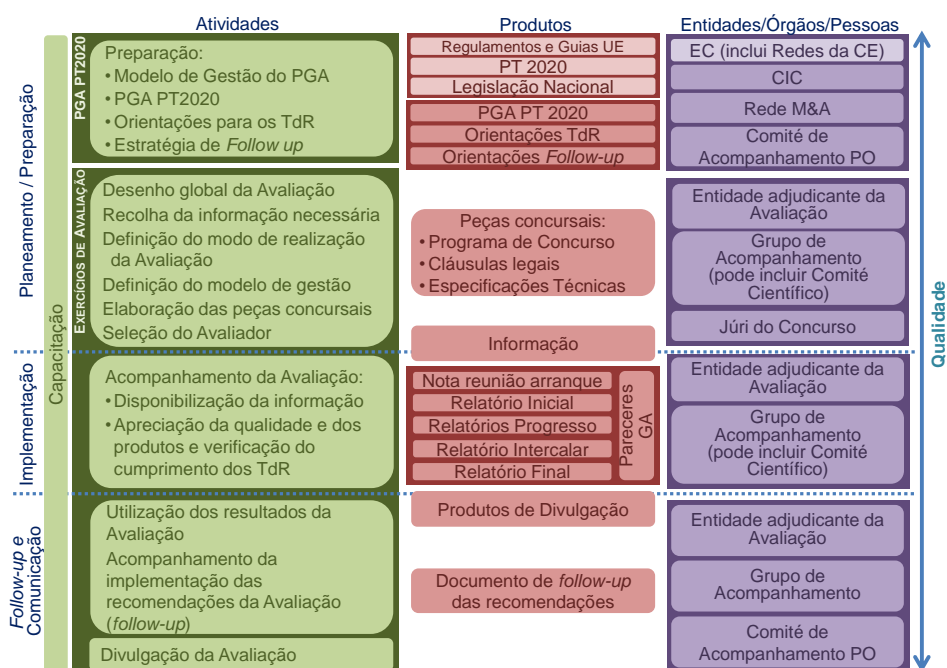 Atividades
Produtos
Entidades/Órgãos/Pessoas
Planeamento / Preparação
Capacitação
PGA PT2020
Preparação:
• Modelo de Gestão do PGA
• PGA PT2020
• Orientações para os TdR
• Estratégia de Follow up
Regulamentos e Guias UE
PT 2020
Legislação Nacional
PGA PT 2020
Orientações TdR
Orientações Follow-up
EC (inclui Redes da CE)
CIC
Rede M&A
Comité de
Acompanhamento PO
EXERCÍCIOS DE AVALIAÇÃO
Desenho global da Avaliação
Recolha da informação necessária
Definição do modo de realização
da Avaliação
Definição do modelo de gestão
Elaboração das peças concursais
Seleção do Avaliador
Peças concursais:
• Programa de Concurso
• Cláusulas legais
• Especificações Técnicas
Informação
Entidade adjudicante da
Avaliação
Grupo de
Acompanhamento
(pode incluir Comité
Científico)
Júri do Concurso
Qualidade
Implementação
Acompanhamento da Avaliação:
• Disponibilização da informação
• Apreciação da qualidade e dos
produtos e verificação do
cumprimento dos TdR
Nota reunião arranque
Relatório Inicial
Relatórios Progresso
Relatório Intercalar
Relatório Final
Pareceres
GA
Entidade adjudicante da
Avaliação
Grupo de
Acompanhamento
(pode incluir Comité
Científico)
Follow-up e
Comunicação
Utilização dos resultados da
Avaliação
Acompanhamento da
implementação das
recomendações da Avaliação
(follow-up)
Divulgação da Avaliação
Produtos de Divulgação
Documento de follow-up
das recomendações
Entidade adjudicante da
Avaliação
Grupo de
Acompanhamento
Comité de
Acompanhamento PO